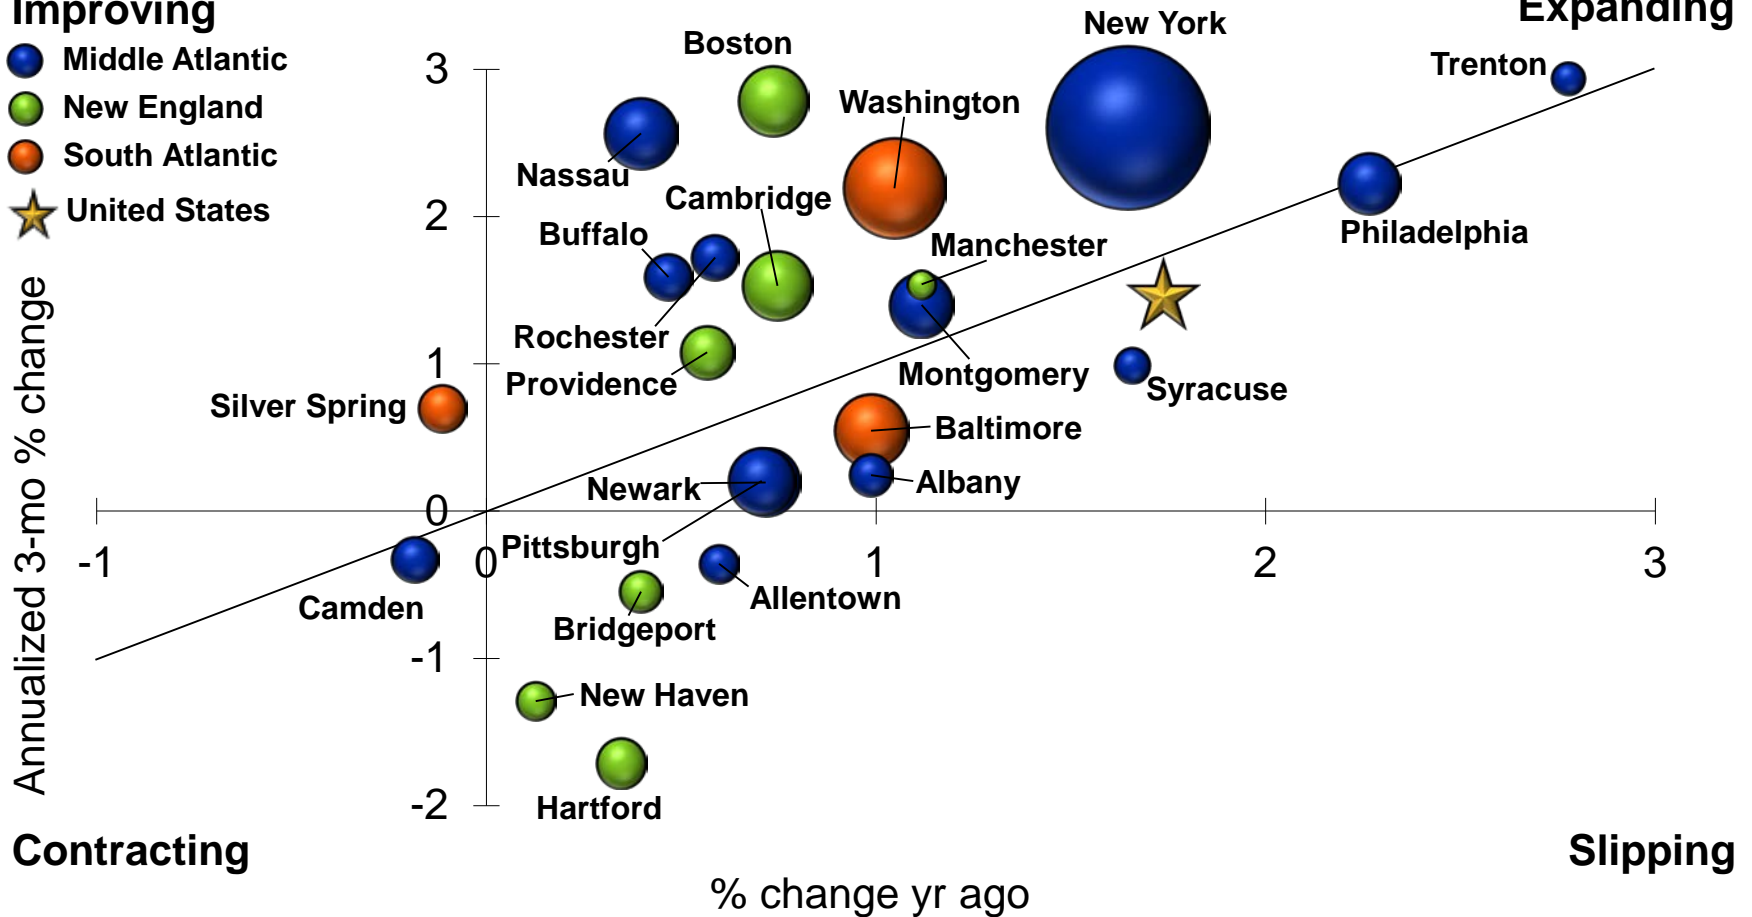 Improving
Expanding
Middle Atlantic
New England
South Atlantic
United States
New York
Boston
Trenton
Washington
Nassau
Cambridge
Buffalo
Manchester
Philadelphia
Rochester
Providence
Montgomery
Syracuse
Silver Spring
Baltimore
Newark
Albany
Pittsburgh
Camden
Allentown
Bridgeport
New Haven
Hartford
3
2
1
0
-1
-2
-1
0
1
2
3
Annualized 3-mo % change
Contracting
Slipping
% change yr ago